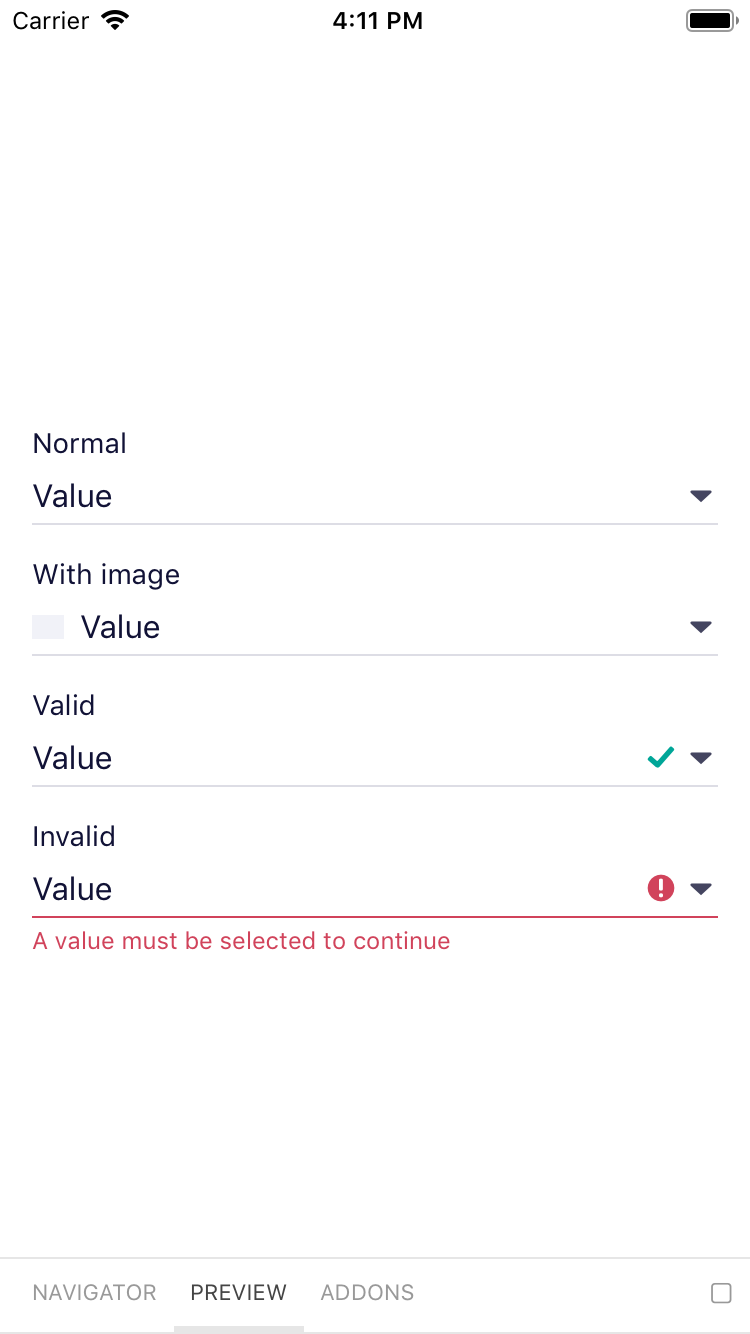 Carrier 4:11 PM
Normal
Value
With image
Value
Valid
Value
Invalid
Value
A value must be selected to continue
NAVIGATOR PREVIEW ADDONS